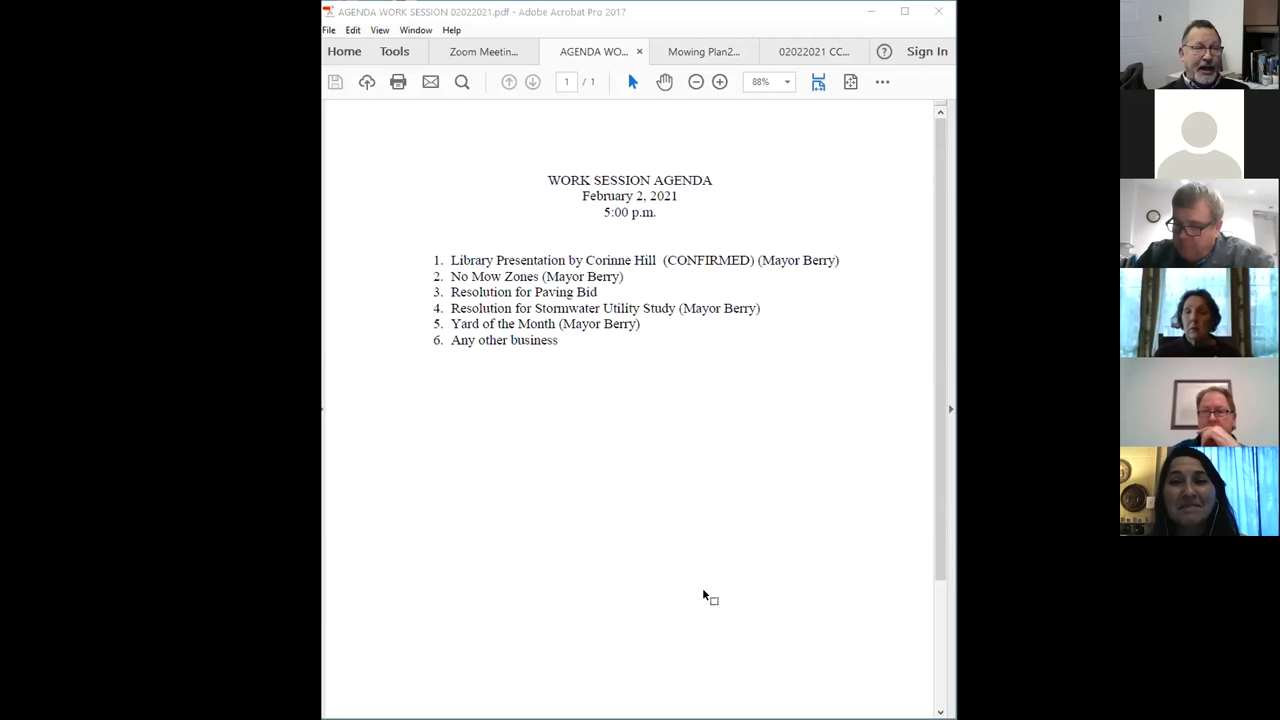 AGENDA WORK SESSION 02022021.pdf - Adobe Acrobat Pro 2017
File Edit View Window Help
Home Tools Zoom Meetin... AGENDA WO... × Mowing Plan2... 02022021 CC... ? Sign In
1 / 1 88%
WORK SESSION AGENDA
February 2, 2021
5:00 p.m.
1. Library Presentation by Corinne Hill (CONFIRMED) (Mayor Berry)
2. No Mow Zones (Mayor Berry)
3. Resolution for Paving Bid
4. Resolution for Stormwater Utility Study (Mayor Berry)
5. Yard of the Month (Mayor Berry)
6. Any other business